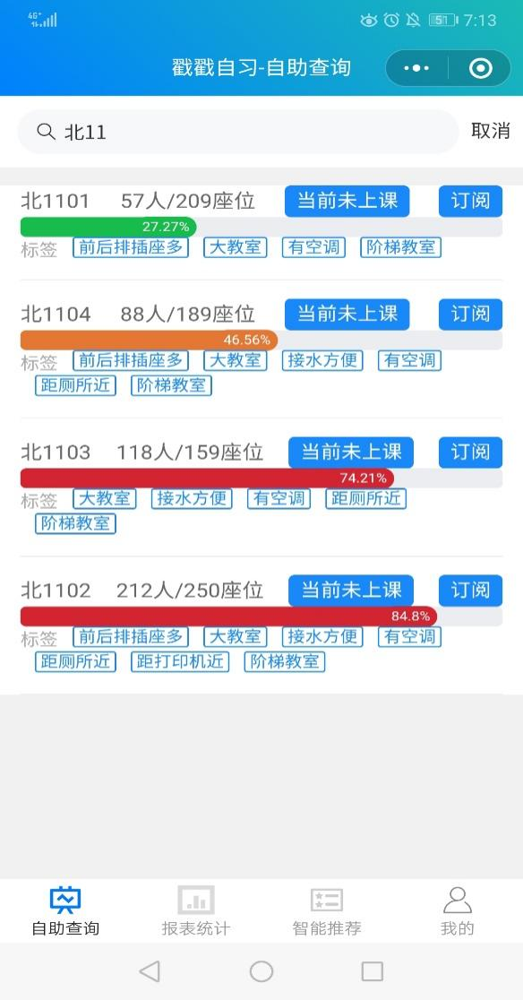 4G+ 51 7:13
戳戳自习-自助查询
北11 取消
北1101 57人/209座位 当前未上课 订阅
27.27%
标签 前后排插座多 大教室 有空调 阶梯教室
北1104 88人/189座位 当前未上课 订阅
46.56%
标签 前后排插座多 大教室 接水方便 有空调
距厕所近 阶梯教室
北1103 118人/159座位 当前未上课 订阅
74.21%
标签 大教室 接水方便 有空调 距厕所近
阶梯教室
北1102 212人/250座位 当前未上课 订阅
84.8%
标签 前后排插座多 大教室 接水方便 有空调
距厕所近 距打印机近 阶梯教室
自助查询 报表统计 智能推荐 我的